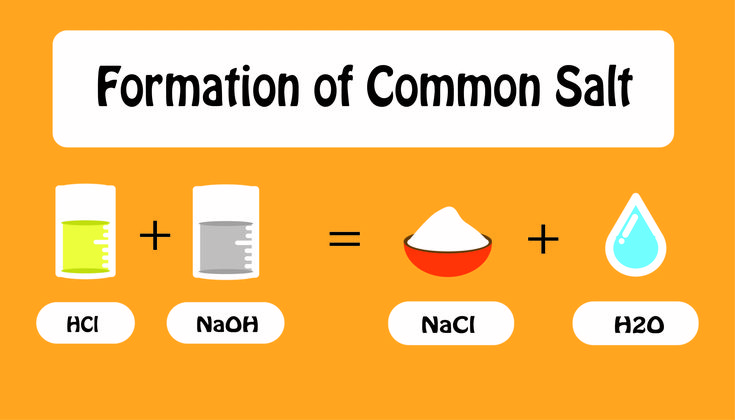 Formation of Common Salt
+ = +
HCl NaOH NaCl H2O